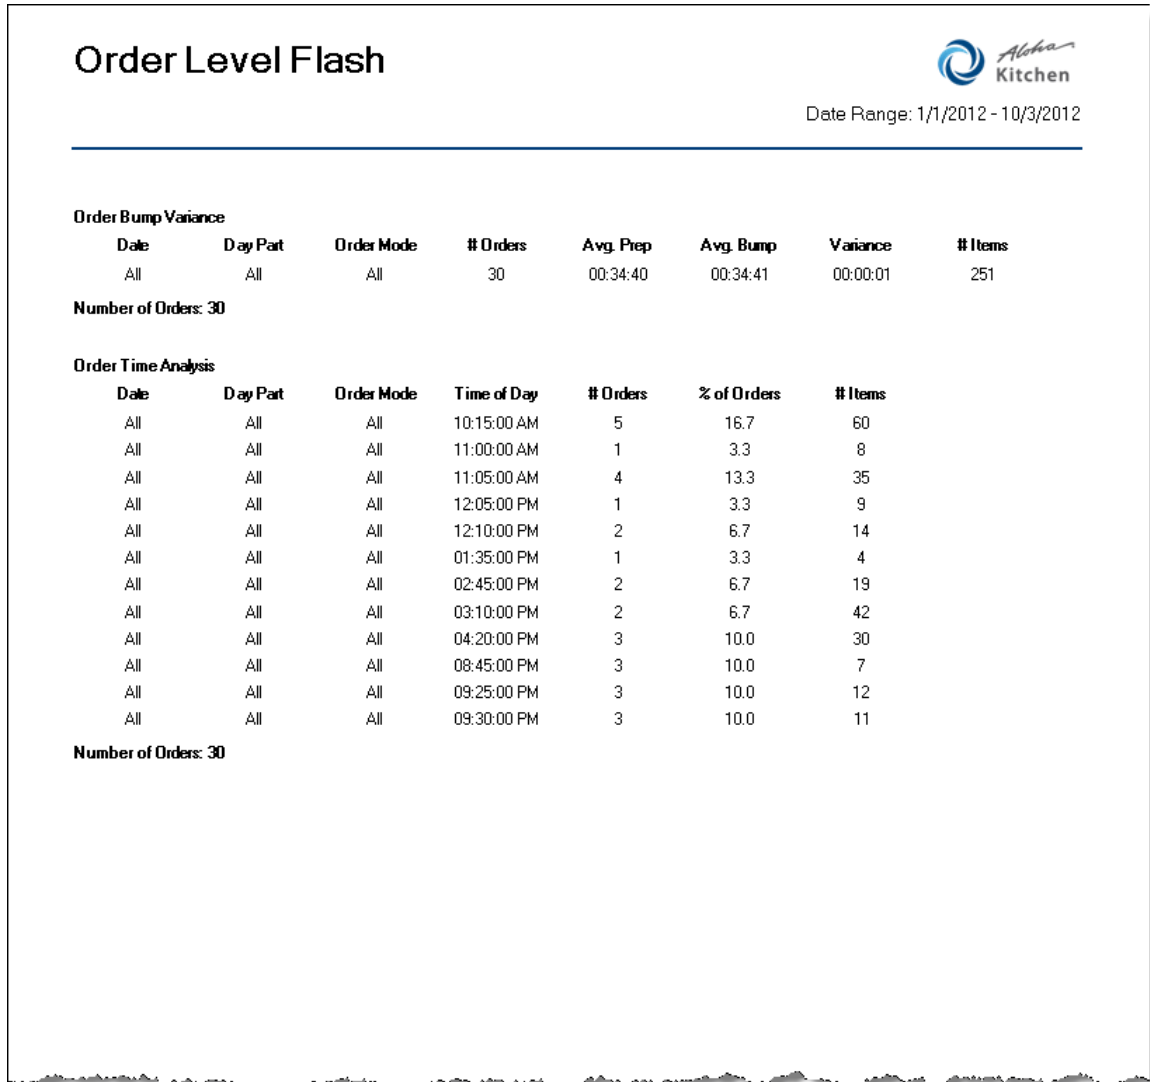 Order Level Flash
Aloha
Kitchen
Date Range: 1/1/2012 - 10/3/2012
Order Bump Variance
Date Day Part Order Mode # Orders Avg. Prep Avg. Bump Variance # Items
All All All 30 00:34:40 00:34:41 00:00:01 251
Number of Orders: 30
Order Time Analysis
Date Day Part Order Mode Time of Day # Orders % of Orders # Items
All All All 10:15:00 AM 5 16.7 60
All All All 11:00:00 AM 1 3.3 8
All All All 11:05:00 AM 4 13.3 35
All All All 12:05:00 PM 1 3.3 9
All All All 12:10:00 PM 2 6.7 14
All All All 01:35:00 PM 1 3.3 4
All All All 02:45:00 PM 2 6.7 19
All All All 03:10:00 PM 2 6.7 42
All All All 04:20:00 PM 3 10.0 30
All All All 08:45:00 PM 3 10.0 7
All All All 09:25:00 PM 3 10.0 12
All All All 09:30:00 PM 3 10.0 11
Number of Orders: 30